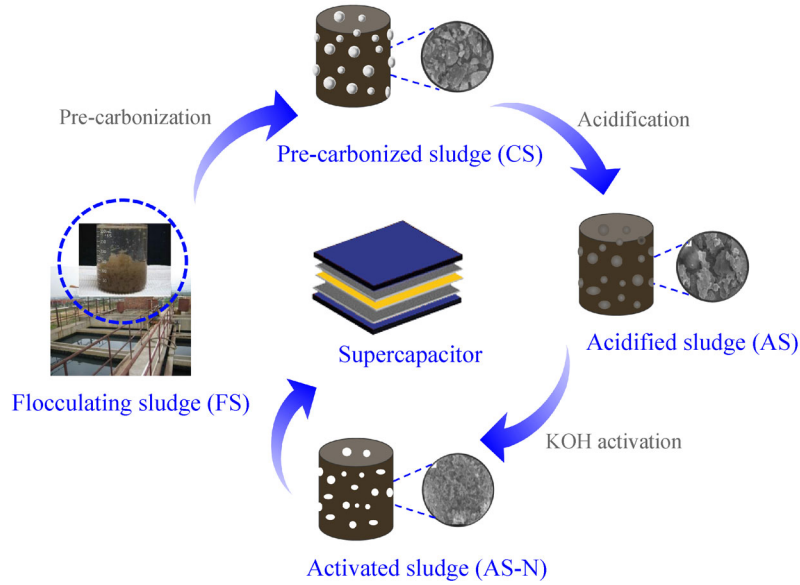 Pre-carbonization
Pre-carbonized sludge (CS)
Acidification
Acidified sludge (AS)
KOH activation
Activated sludge (AS-N)
Flocculating sludge (FS)
Supercapacitor